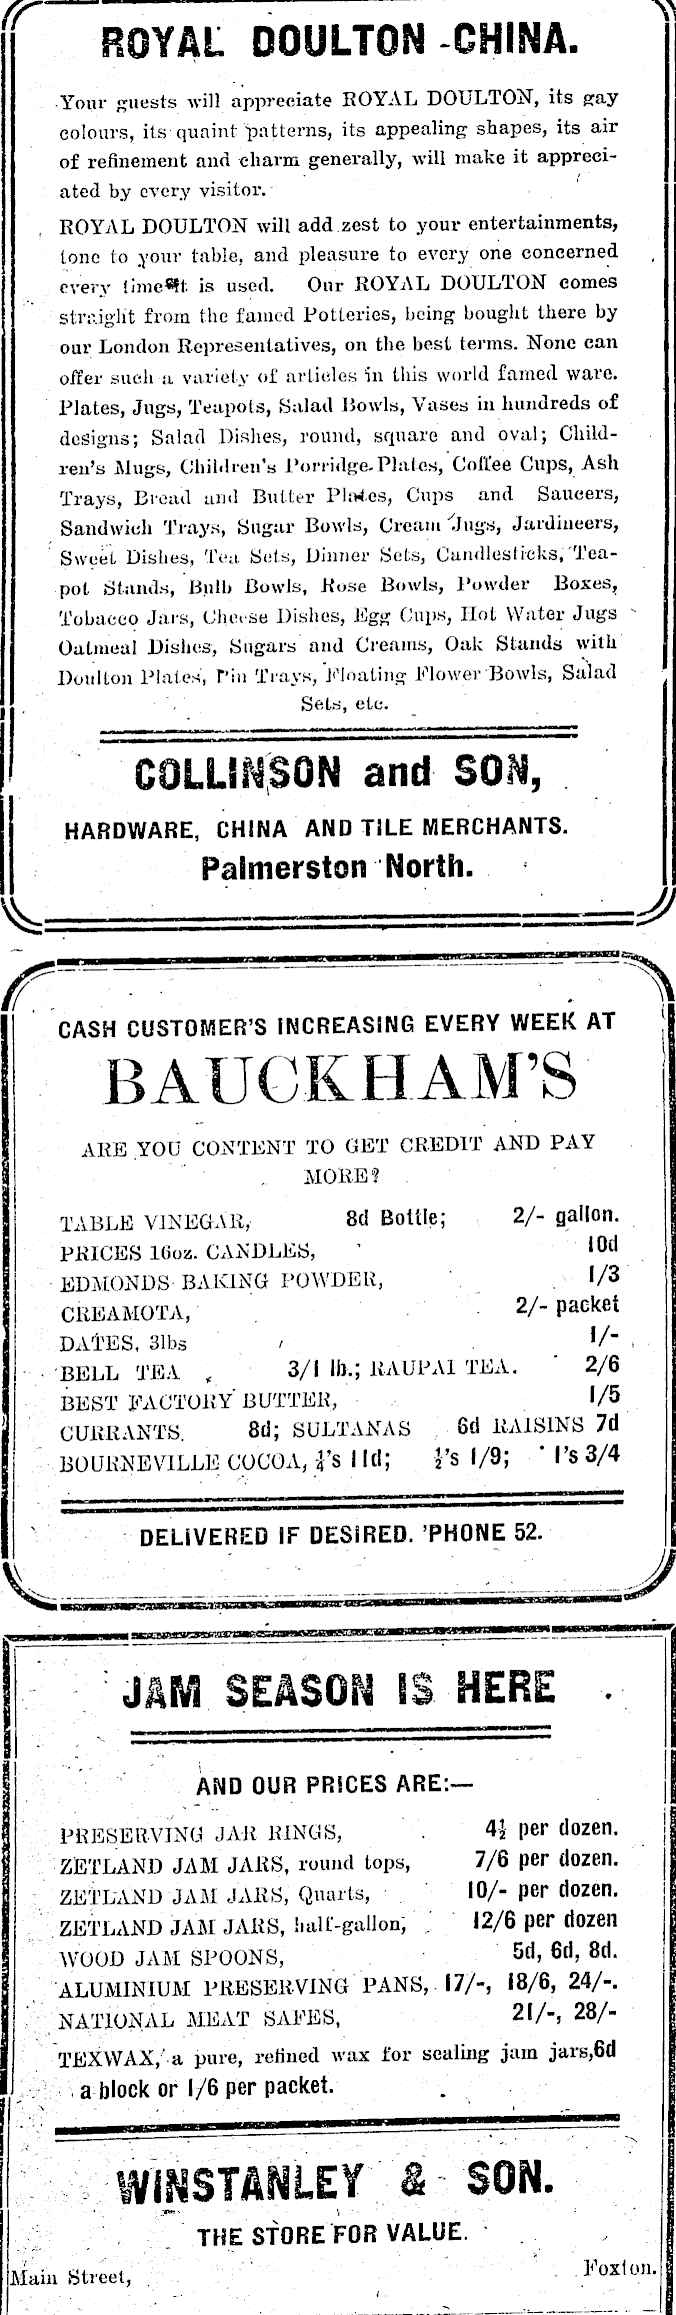 ROYAL DOULTON CHINA.
Your guests will appreciate ROYAL DOULTON, its gay
colours, its quaint patterns, its appealing shapes, its air
of refinement and charm generally, will make it appreci-
ated by every visitor.
ROYAL DOULTON will add zest to your entertainments,
tone to your table, and pleasure to every one concerned
every time it is used. Our ROYAL DOULTON comes
straight from the famed Potteries, being bought there by
our London Representatives, on the best terms. None can
offer such a variety of articles in this world famed ware.
Plates, Jugs, Teapots, Salad Bowls, Vases in hundreds of
designs; Salad Dishes, round, square and oval; Child-
ren's Mugs, Children's Porridge Plates, Coffee Cups, Ash
Trays, Bread and Butter Plates, Cups and Saucers,
Sandwich Trays, Sugar Bowls, Cream Jugs, Jardineers,
Sweet Dishes, Tea Sets, Dinner Sets, Candlesticks, Tea-
pot Stands, Bulb Bowls, Rose Bowls, Powder Boxes,
Tobacco Jars, Cheese Dishes, Egg Cups, Hot Water Jugs
Oatmeal Dishes, Sugars and Creams, Oak Stands with
Doulton Plates, Pin Trays, Floating Flower Bowls, Salad
Sets, etc.
COLLINSON and SON,
HARDWARE, CHINA AND TILE MERCHANTS.
Palmerston North.
CASH CUSTOMER'S INCREASING EVERY WEEK AT
BAUCKHAM'S
ARE YOU CONTENT TO GET CREDIT AND PAY
MORE?
TABLE VINEGAR, 8d Bottle; 2/- gallon.
PRICES 16oz. CANDLES, 10d
EDMONDS BAKING POWDER, 1/3
CREAMOTA, 2/- packet
DATES, 3lbs 1/-
BELL TEA 3/1 lb.; RAUPAI TEA. 2/6
BEST FACTORY BUTTER, 1/5
CURRANTS. 8d; SULTANAS 6d RAISINS 7d
BOURNEVILLE COCOA, ¼'s 11d; ½'s 1/9; 1's 3/4
DELIVERED IF DESIRED. 'PHONE 52.
JAM SEASON IS HERE
AND OUR PRICES ARE:—
PRESERVING JAR RINGS, 4½ per dozen.
ZETLAND JAM JARS, round tops, 7/6 per dozen.
ZETLAND JAM JARS, Quarts, 10/- per dozen.
ZETLAND JAM JARS, half-gallon, 12/6 per dozen
WOOD JAM SPOONS, 5d, 6d, 8d.
ALUMINIUM PRESERVING PANS, 17/-, 18/6, 24/-.
NATIONAL MEAT SAFES, 21/-, 28/-
TEXWAX, a pure, refined wax for sealing jam jars,6d
a block or 1/6 per packet.
WINSTANLEY & SON.
THE STORE FOR VALUE.
Main Street, Foxton.